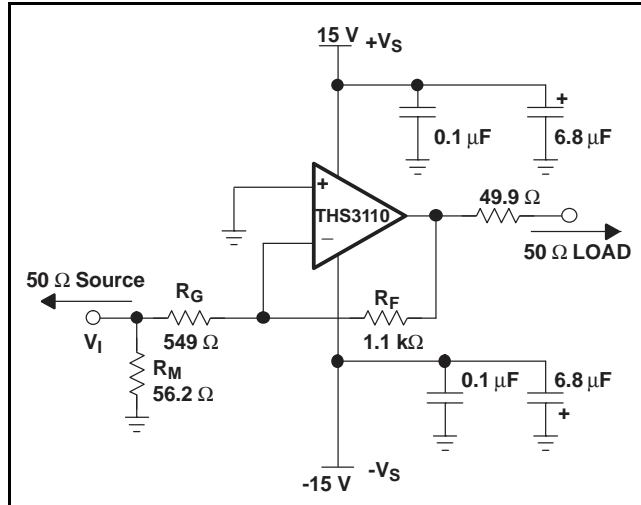 15 V +VS
+
0.1 µF
6.8 µF
+
THS3110
−
49.9 Ω
50 Ω LOAD
50 Ω Source
RG
549 Ω
RF
1.1 kΩ
VI
RM
56.2 Ω
0.1 µF
6.8 µF
+
-15 V
-VS